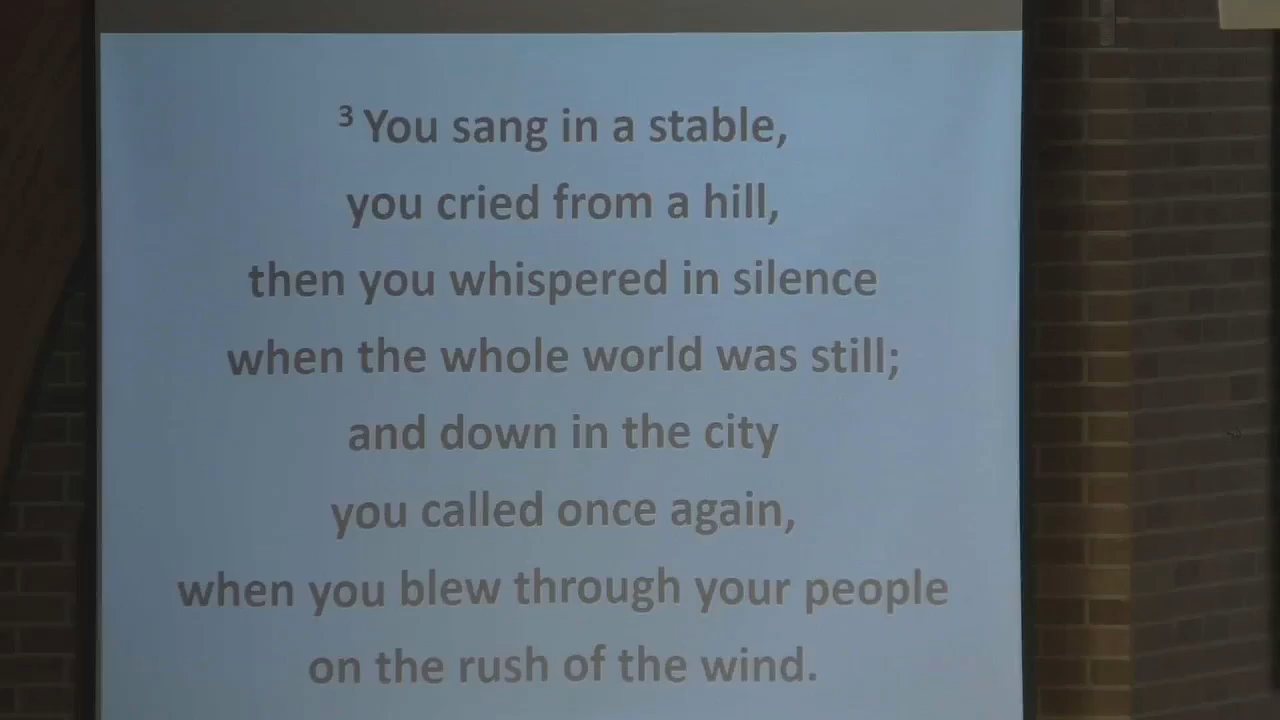 3 You sang in a stable,
you cried from a hill,
then you whispered in silence
when the whole world was still;
and down in the city
you called once again,
when you blew through your people
on the rush of the wind.